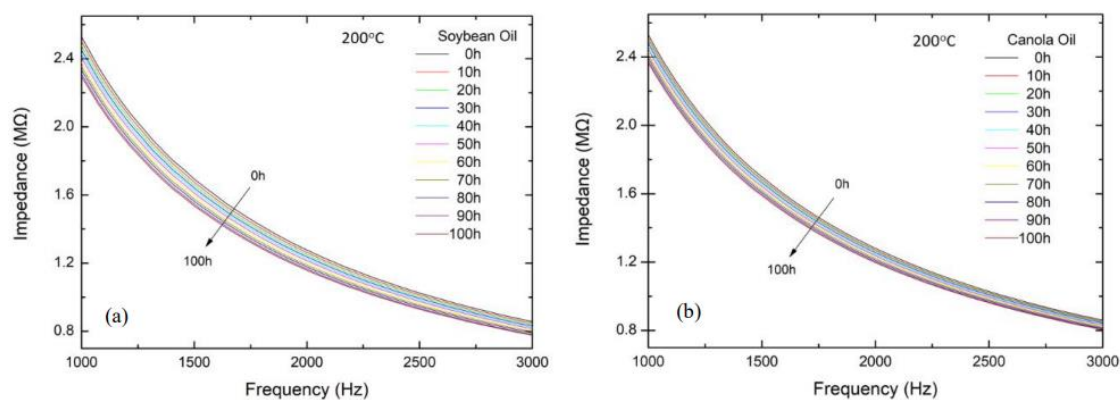 200°C
Soybean Oil
0h
10h
20h
30h
40h
50h
60h
70h
80h
90h
100h
2.4
2.0
1.6
1.2
0.8
Impedance (MΩ)
0h
100h
(a)
1000
1500
2000
2500
3000
Frequency (Hz)
200°C
Canola Oil
0h
10h
20h
30h
40h
50h
60h
70h
80h
90h
100h
2.4
2.0
1.6
1.2
0.8
Impedance (MΩ)
0h
100h
(b)
1000
1500
2000
2500
3000
Frequency (Hz)